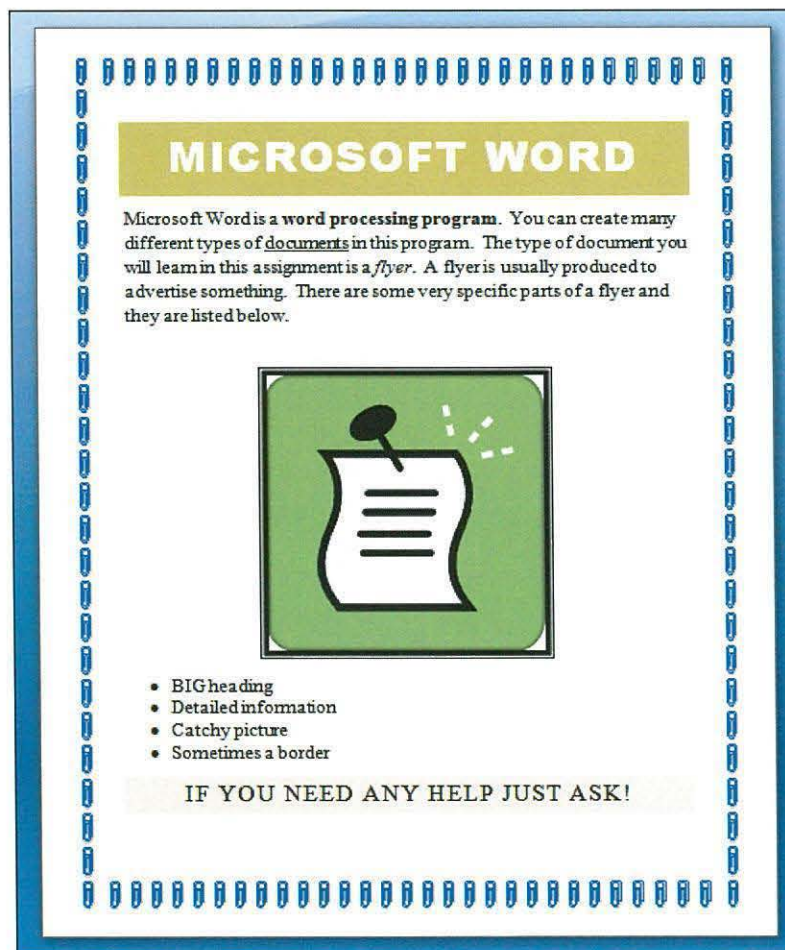 MICROSOFT WORD
Microsoft Word is a word processing program. You can create many
different types of documents in this program. The type of document you
will learn in this assignment is a flyer. A flyer is usually produced to
advertise something. There are some very specific parts of a flyer and
they are listed below.
• BIG heading
• Detailed information
• Catchy picture
• Sometimes a border
IF YOU NEED ANY HELP JUST ASK!